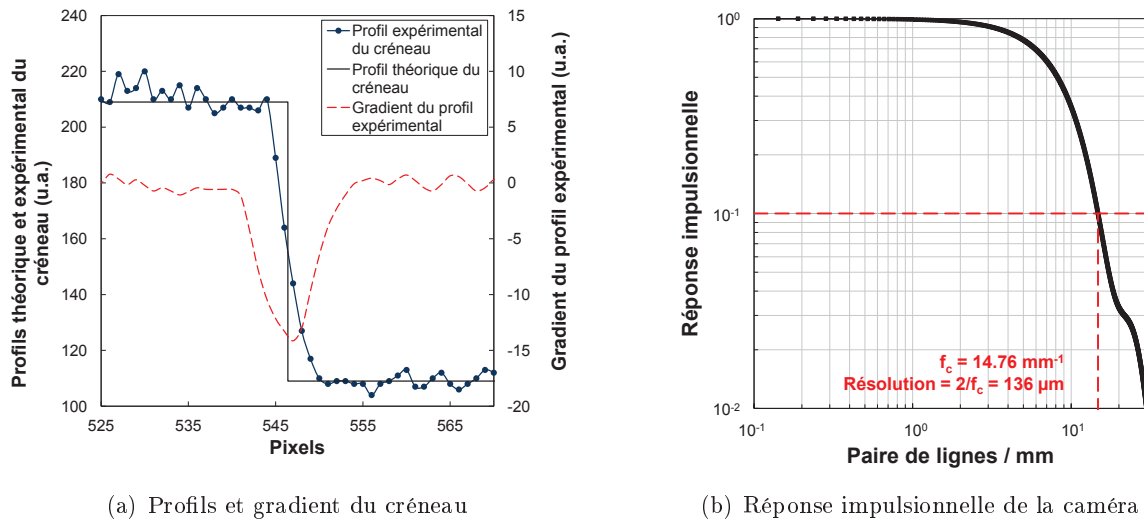 240
220
200
180
160
140
120
100
15
10
5
0
-5
-10
-15
-20
525
535
545
555
565
Pixels
Profils théorique et expérimental du
créneau (u.a.)
Gradient du profil expérimental (u.a.)
Profil expérimental
du créneau
Profil théorique du
créneau
Gradient du profil
expérimental
(a) Profils et gradient du créneau
10⁰
10⁻¹
10⁻²
Réponse impulsionnelle
f_c = 14.76 mm⁻¹
Résolution = 2/f_c = 136 µm
10⁻¹
10⁰
10¹
Paire de lignes / mm
(b) Réponse impulsionnelle de la caméra